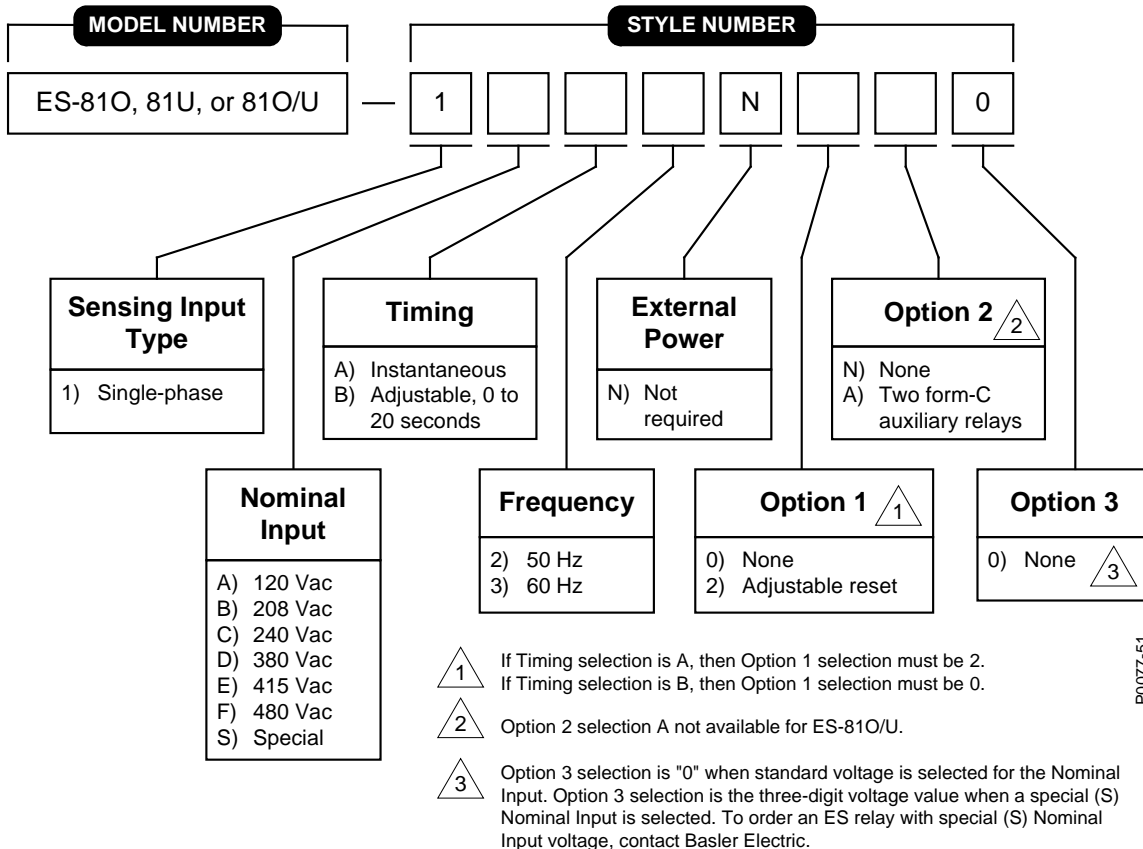 MODEL NUMBER
STYLE NUMBER
ES-81O, 81U, or 81O/U — 1 N 0
Sensing Input
Type
1) Single-phase
Timing
A) Instantaneous
B) Adjustable, 0 to
20 seconds
External
Power
N) Not
required
Option 2 2
N) None
A) Two form-C
auxiliary relays
Nominal
Input
A) 120 Vac
B) 208 Vac
C) 240 Vac
D) 380 Vac
E) 415 Vac
F) 480 Vac
S) Special
Frequency
2) 50 Hz
3) 60 Hz
Option 1 1
0) None
2) Adjustable reset
Option 3
0) None 3
1 If Timing selection is A, then Option 1 selection must be 2.
If Timing selection is B, then Option 1 selection must be 0.
2 Option 2 selection A not available for ES-81O/U.
3 Option 3 selection is "0" when standard voltage is selected for the Nominal
Input. Option 3 selection is the three-digit voltage value when a special (S)
Nominal Input is selected. To order an ES relay with special (S) Nominal
Input voltage, contact Basler Electric.
P0077-51